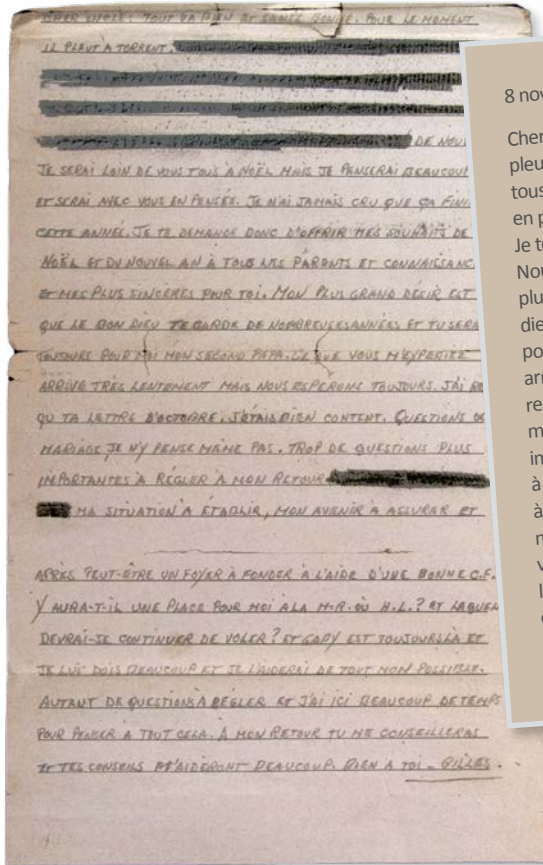 CHER ONCLE: TOUT VA BIEN ET SANTÉ BONNE. POUR LE MOMENT
IL PLEUT A TORRENT.
DE NOU
JE SERAI LOIN DE VOUS TOUS À NOËL MAIS JE PENSERAI BEAUCOUP
ET SERAI AVEC VOUS EN PENSÉE. JE N'AI JAMAIS CRU QUE ÇA FINI
CETTE ANNÉE. JE TE DEMANDE DONC D'OFFRIR MES SOUHAITS DE
NOËL ET DU NOUVEL AN À TOUS LES PARENTS ET CONNAISSANC
ET MES PLUS SINCÈRES POUR TOI. MON PLUS GRAND DÉSIR EST
QUE LE BON DIEU TE GARDE DE NOMBREUSES ANNÉES ET TU SERA
TOUJOURS POUR MOI MON SECOND PAPA. CE QUE VOUS M'EXPEDIEZ
ARRIVE TRÈS LENTEMENT MAIS NOUS ESPERONS TOUJOURS. J'AI RE
QU TA LETTRE D'OCTOBRE, J'ÉTAIS BIEN CONTENT. QUESTIONS DE
MARIAGE JE N'Y PENSE MÊME PAS. TROP DE QUESTIONS PLUS
IMPORTANTES À RÉGLER À MON RETOUR
MA SITUATION À ÉTABLIR, MON AVENIR À ASSURER ET
APRÈS PEUT-ÊTRE UN FOYER À FONDER À L'AIDE D'UNE BONNE C.F.
Y AURA-T-IL UNE PLACE POUR MOI A LA M-R. OÙ H.L.? ET LAQUEL
DEVRAI-JE CONTINUER DE VOLER? ET GABY EST TOUJOURS LÀ ET
JE LUI DOIS BEAUCOUP ET JE L'AIDERAI DE TOUT MON POSSIBLE.
AUTANT DE QUESTIONS A RÉGLER ET J'AI ICI BEAUCOUP DE TEMPS
POUR PENSER A TOUT CELA. À MON RETOUR TU ME CONSEILLERAS
ET TES CONSEILS M'AIDERONT BEAUCOUP. BIEN A TOI - GILLES.
8 nov
Cher
pleu
tous
en p
Je t
Nou
plu
die
po
arr
re
m
in
à
à
n
v
l